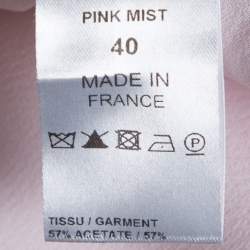 PINK MIST
40
MADE IN
FRANCE
P
TISSU / GARMENT
57% ACETATE / 57%